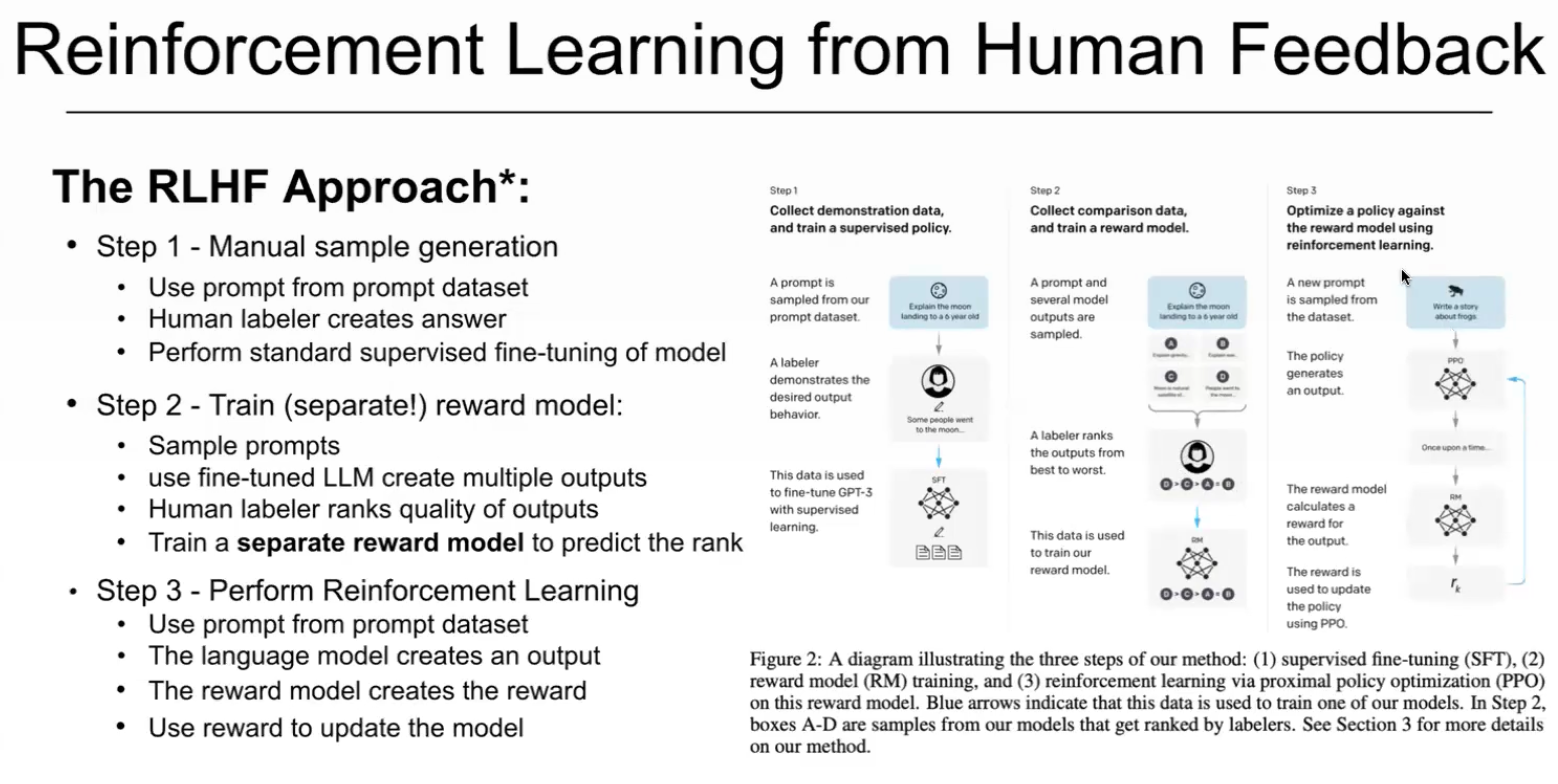 Reinforcement Learning from Human Feedback
The RLHF Approach*:
• Step 1 - Manual sample generation
• Use prompt from prompt dataset
• Human labeler creates answer
• Perform standard supervised fine-tuning of model
• Step 2 - Train (separate!) reward model:
• Sample prompts
• use fine-tuned LLM create multiple outputs
• Human labeler ranks quality of outputs
• Train a separate reward model to predict the rank
• Step 3 - Perform Reinforcement Learning
• Use prompt from prompt dataset
• The language model creates an output
• The reward model creates the reward
• Use reward to update the model
Step 1
Collect demonstration data,
and train a supervised policy.
A prompt is
sampled from our
prompt dataset.
Explain the moon
landing to a 6 year old
A labeler
demonstrates the
desired output
behavior.
Some people went
to the moon...
This data is used
to fine-tune GPT-3
with supervised
learning.
SFT
Step 2
Collect comparison data,
and train a reward model.
A prompt and
several model
outputs are
sampled.
Explain the moon
landing to a 6 year old
A
Explain gravity...
B
Explain war...
C
Moon is natural
satellite of...
D
People went to
the moon...
A labeler ranks
the outputs from
best to worst.
D > C > A = B
This data is used
to train our
reward model.
RM
D > C > A = B
Step 3
Optimize a policy against
the reward model using
reinforcement learning.
A new prompt
is sampled from
the dataset.
Write a story
about frogs
The policy
generates
an output.
PPO
Once upon a time...
The reward model
calculates a
reward for
the output.
RM
The reward is
used to update
the policy
using PPO.
rk
Figure 2: A diagram illustrating the three steps of our method: (1) supervised fine-tuning (SFT), (2)
reward model (RM) training, and (3) reinforcement learning via proximal policy optimization (PPO)
on this reward model. Blue arrows indicate that this data is used to train one of our models. In Step 2,
boxes A-D are samples from our models that get ranked by labelers. See Section 3 for more details
on our method.